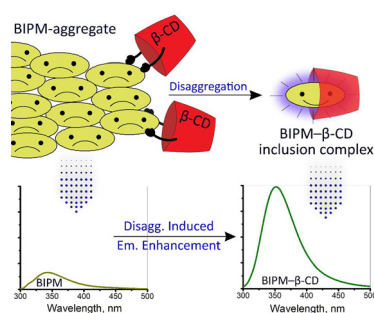 BIPM-aggregate
β-CD
β-CD
Disaggregation
BIPM–β-CD
inclusion complex
Disagg. Induced
Em. Enhancement
BIPM
300 350 400 450 500
Wavelength, nm
BIPM–β-CD
300 350 400 450 500
Wavelength, nm